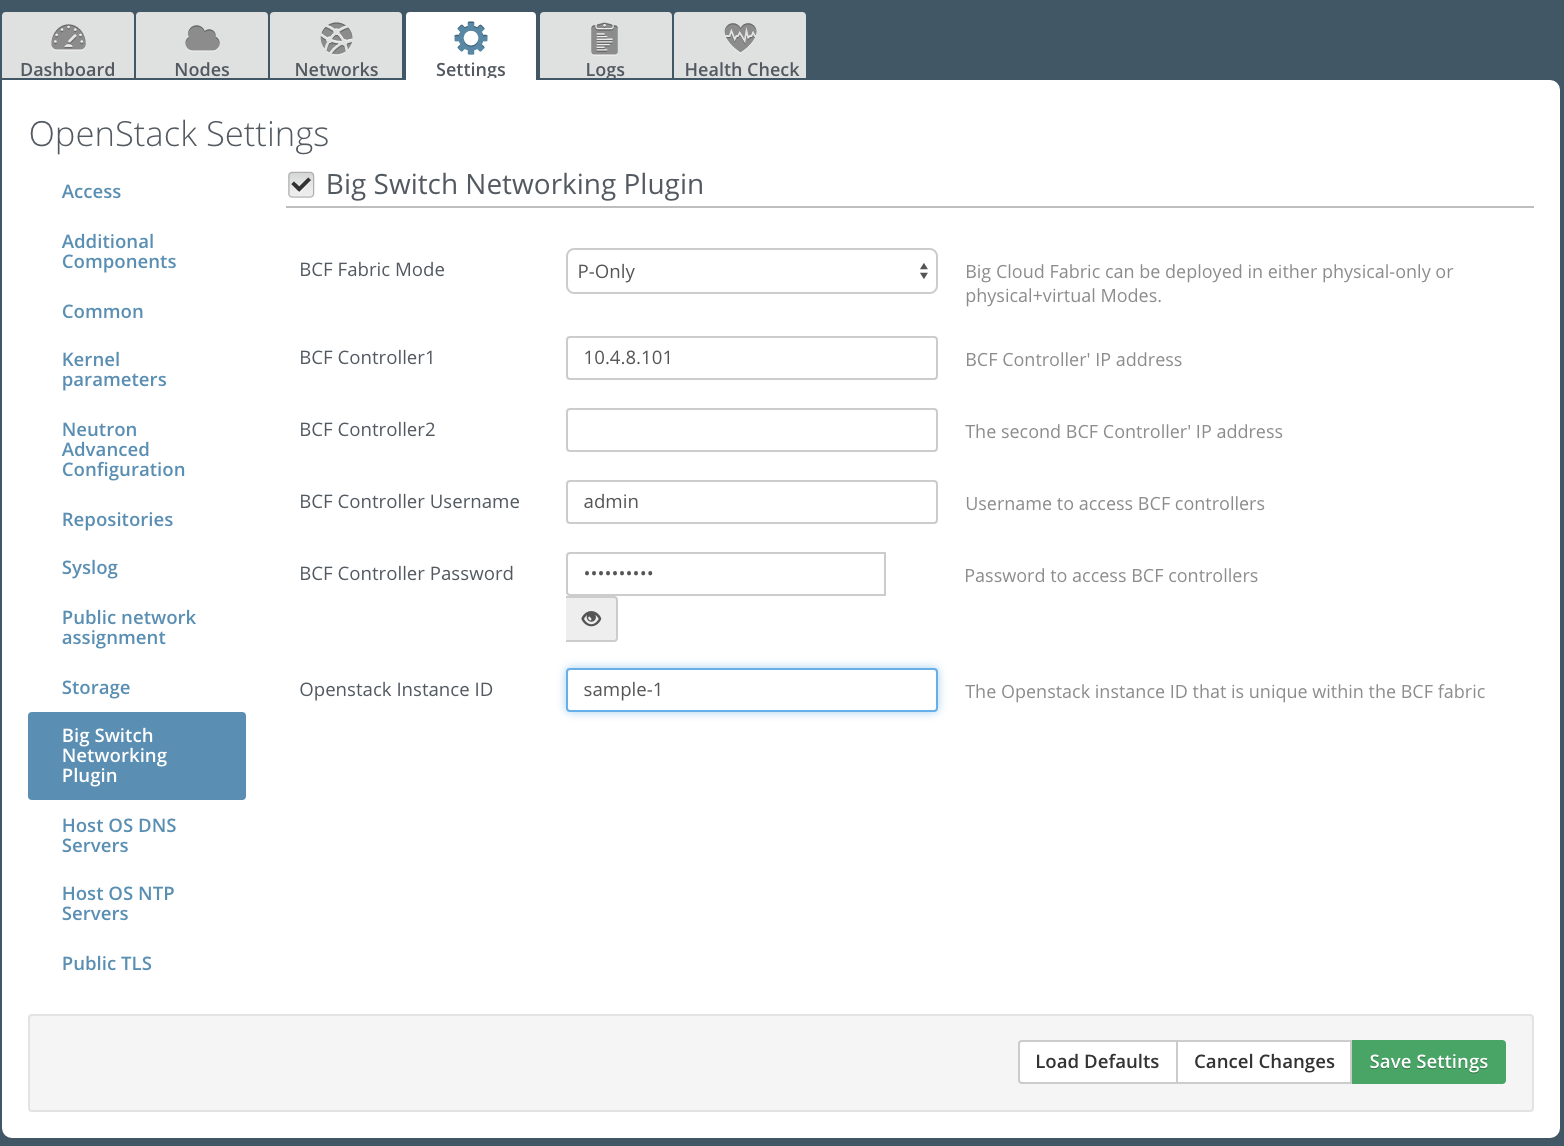 Dashboard
Nodes
Networks
Settings
Logs
Health Check
OpenStack Settings
Access
Additional
Components
Common
Kernel
parameters
Neutron
Advanced
Configuration
Repositories
Syslog
Public network
assignment
Storage
Big Switch
Networking
Plugin
Host OS DNS
Servers
Host OS NTP
Servers
Public TLS
Big Switch Networking Plugin
BCF Fabric Mode
P-Only
Big Cloud Fabric can be deployed in either physical-only or
physical+virtual Modes.
BCF Controller1
10.4.8.101
BCF Controller' IP address
BCF Controller2
The second BCF Controller' IP address
BCF Controller Username
admin
Username to access BCF controllers
BCF Controller Password
••••••••••
Password to access BCF controllers
Openstack Instance ID
sample-1
The Openstack instance ID that is unique within the BCF fabric
Load Defaults
Cancel Changes
Save Settings